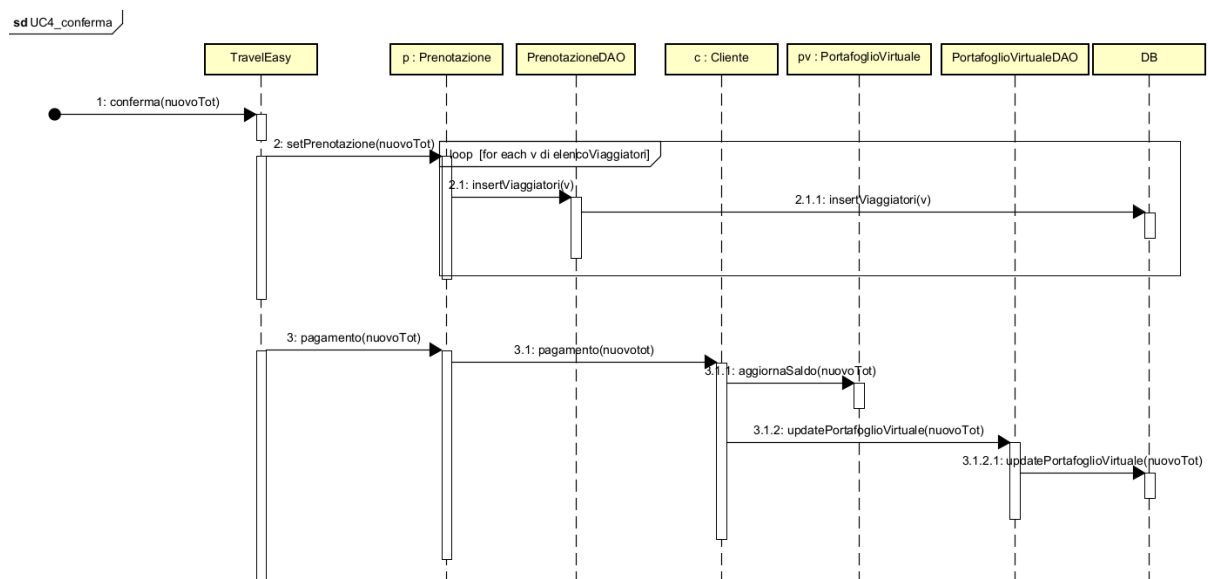 sd UC4_conferma
TravelEasy
p : Prenotazione
PrenotazioneDAO
c : Cliente
pv : PortafoglioVirtuale
PortafoglioVirtualeDAO
DB
1: conferma(nuovoTot)
2: setPrenotazione(nuovoTot)
loop [for each v di elencoViaggiatori]
2.1: insertViaggiatori(v)
2.1.1: insertViaggiatori(v)
3: pagamento(nuovoTot)
3.1: pagamento(nuovotot)
3.1.1: aggiornaSaldo(nuovoTot)
3.1.2: updatePortafoglioVirtuale(nuovoTot)
3.1.2.1: updatePortafoglioVirtuale(nuovoTot)